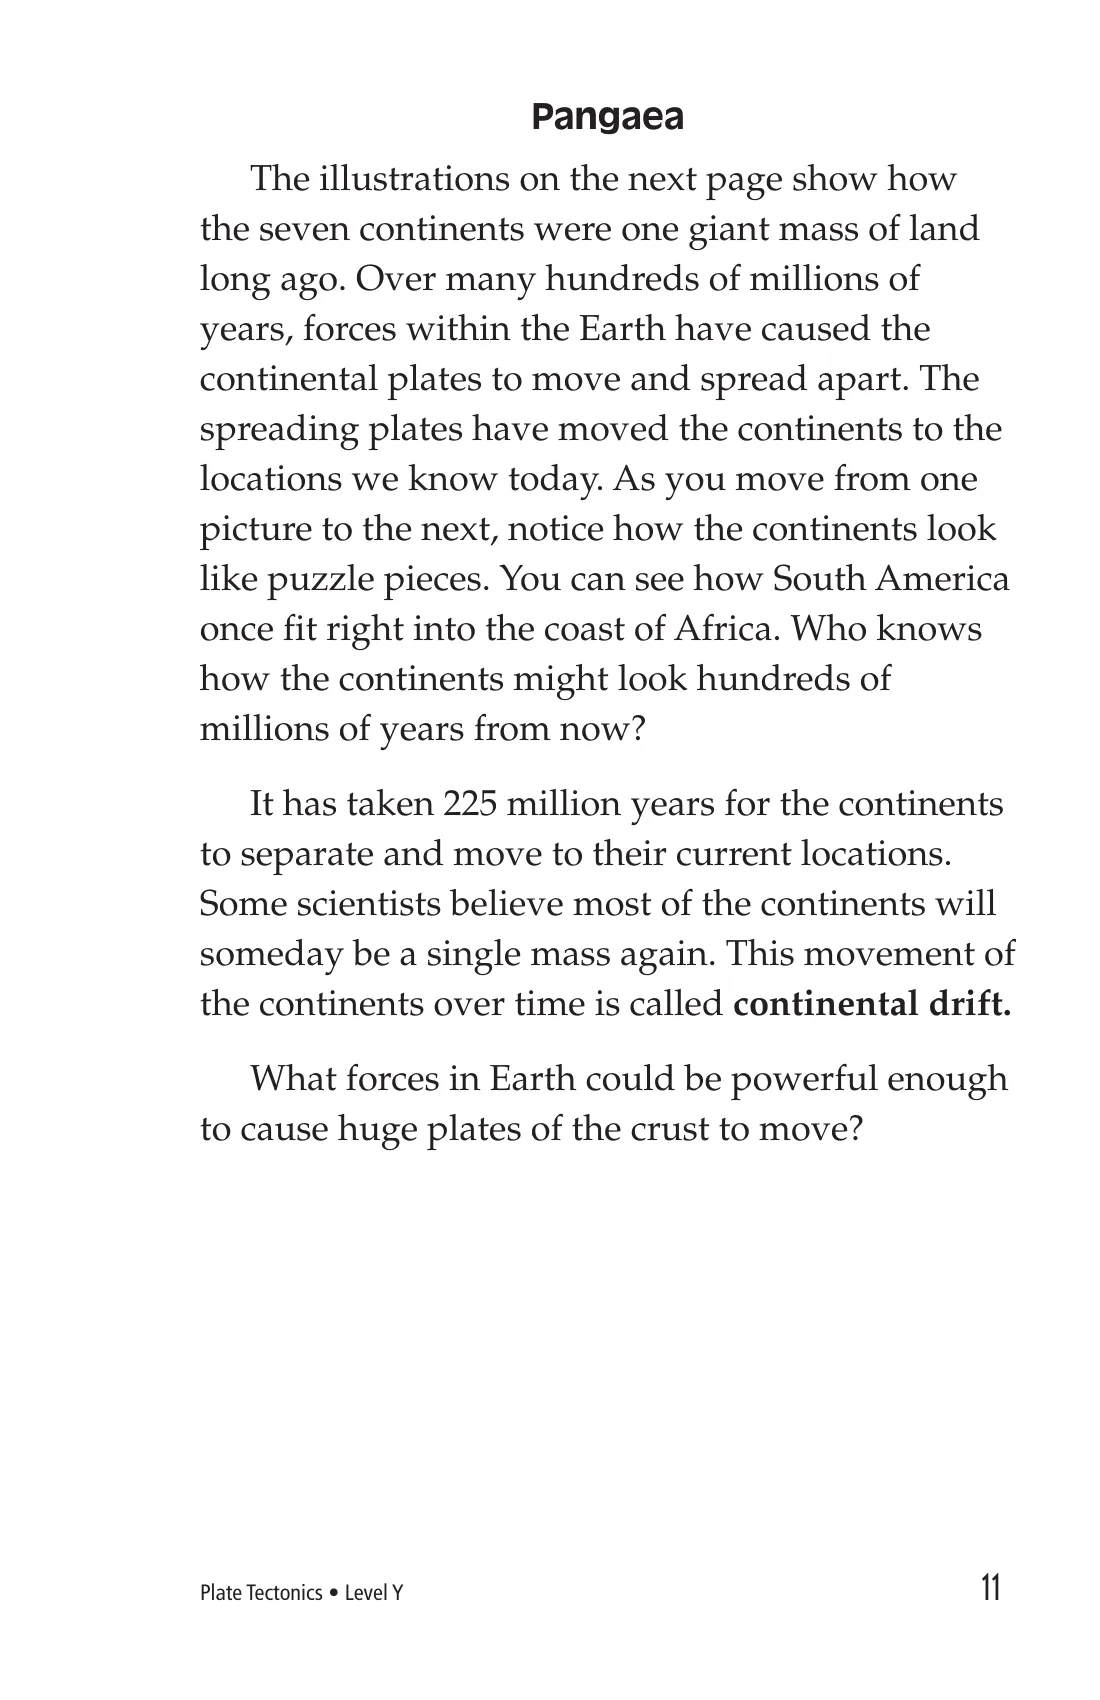 Pangaea
The illustrations on the next page show how
the seven continents were one giant mass of land
long ago. Over many hundreds of millions of
years, forces within the Earth have caused the
continental plates to move and spread apart. The
spreading plates have moved the continents to the
locations we know today. As you move from one
picture to the next, notice how the continents look
like puzzle pieces. You can see how South America
once fit right into the coast of Africa. Who knows
how the continents might look hundreds of
millions of years from now?
It has taken 225 million years for the continents
to separate and move to their current locations.
Some scientists believe most of the continents will
someday be a single mass again. This movement of
the continents over time is called continental drift.
What forces in Earth could be powerful enough
to cause huge plates of the crust to move?
Plate Tectonics • Level Y 11